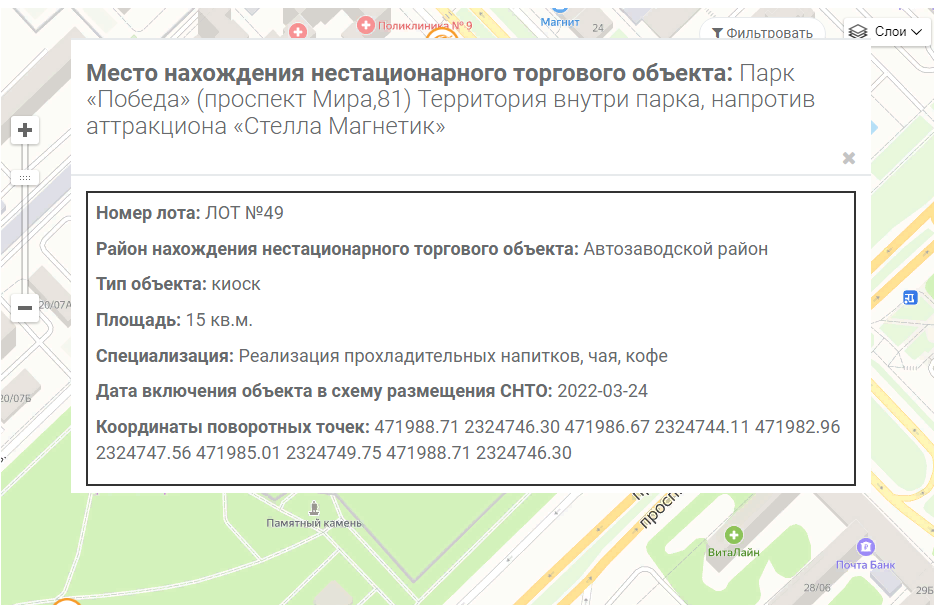 Поликлиника № 9
Магнит
24
Фильтровать
Слои
Место нахождения нестационарного торгового объекта: Парк
«Победа» (проспект Мира,81) Территория внутри парка, напротив
аттракциона «Стелла Магнетик»
Номер лота: ЛОТ №49
Район нахождения нестационарного торгового объекта: Автозаводской район
Тип объекта: киоск
Площадь: 15 кв.м.
Специализация: Реализация прохладительных напитков, чая, кофе
Дата включения объекта в схему размещения СНТО: 2022-03-24
Координаты поворотных точек: 471988.71 2324746.30 471986.67 2324744.11 471982.96
2324747.56 471985.01 2324749.75 471988.71 2324746.30
20/07А
20/07Б
Памятный камень
ВитаЛайн
Почта Банк
28/06
29Б